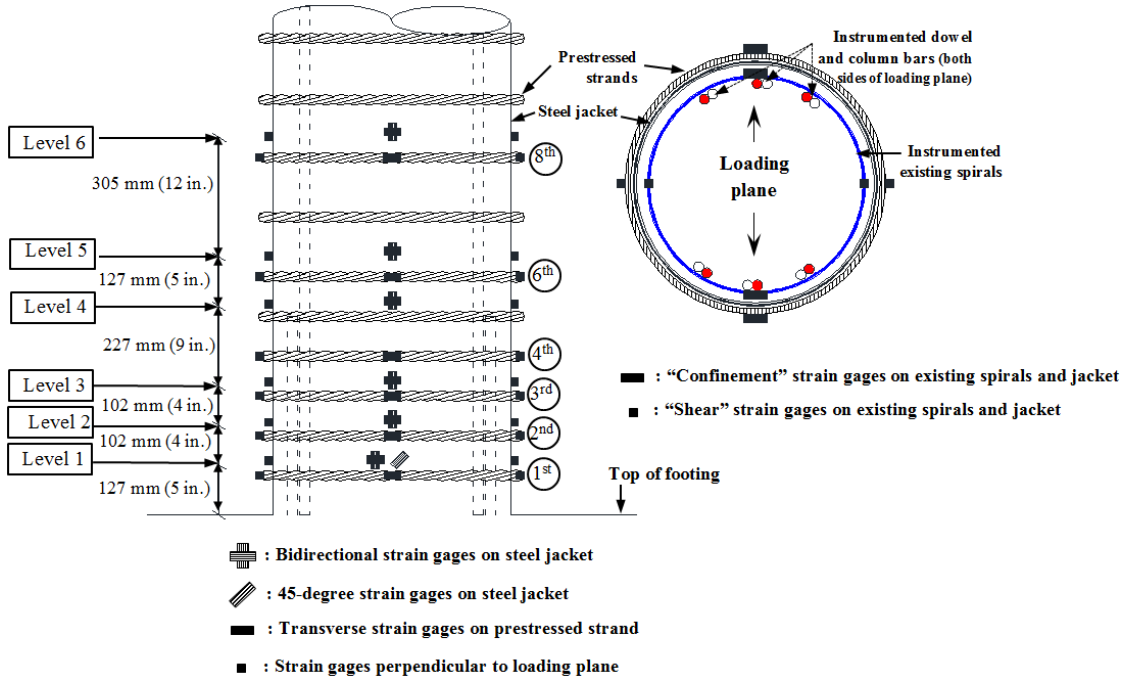 Prestressed
strands
Steel jacket
Instrumented dowel
and column bars (both
sides of loading plane)
Loading
plane
Instrumented
existing spirals
Level 6
8th
305 mm (12 in.)
Level 5
127 mm (5 in.)
6th
Level 4
227 mm (9 in.)
4th
Level 3
3rd
102 mm (4 in.)
Level 2
2nd
102 mm (4 in.)
Level 1
1st
127 mm (5 in.)
: “Confinement” strain gages on existing spirals and jacket
: “Shear” strain gages on existing spirals and jacket
Top of footing
: Bidirectional strain gages on steel jacket
: 45-degree strain gages on steel jacket
: Transverse strain gages on prestressed strand
: Strain gages perpendicular to loading plane